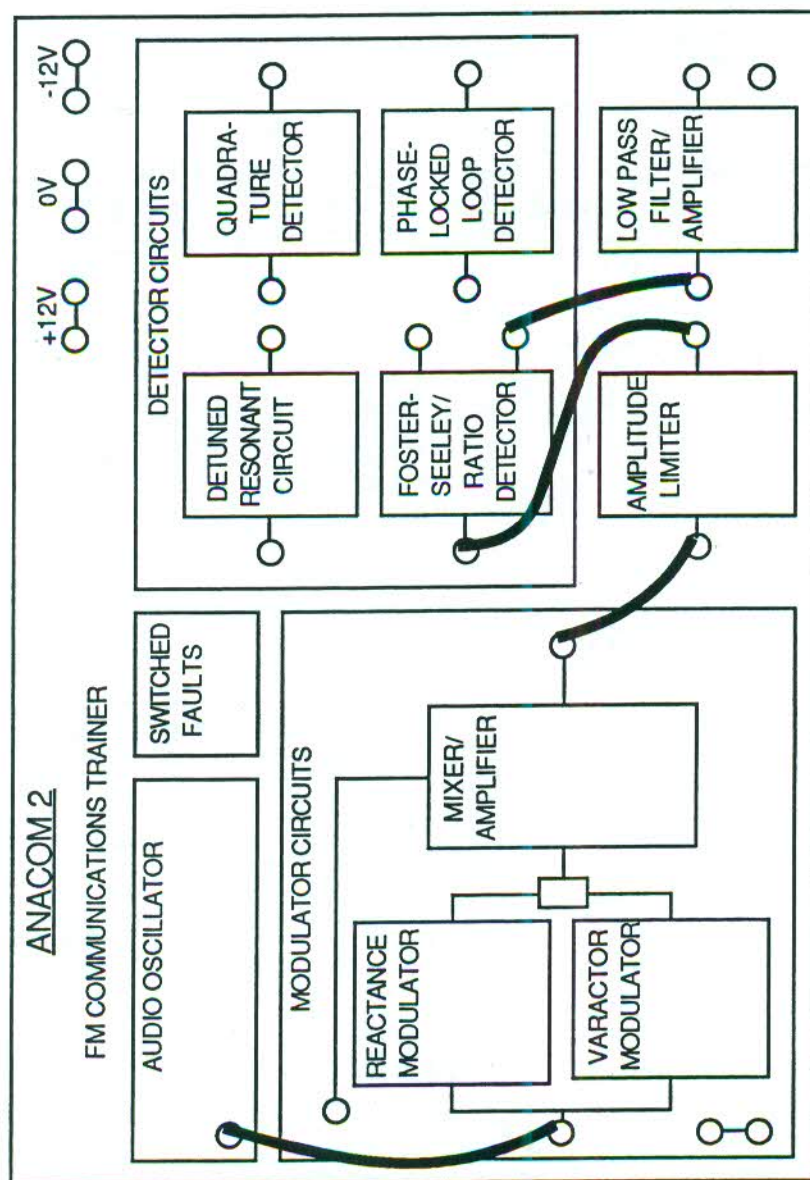 ANACOM 2
FM COMMUNICATIONS TRAINER
+12V
0V
-12V
AUDIO OSCILLATOR
SWITCHED
FAULTS
DETECTOR CIRCUITS
DETUNED
RESONANT
CIRCUIT
QUADRA-
TURE
DETECTOR
FOSTER-
SEELEY/
RATIO
DETECTOR
PHASE-
LOCKED
LOOP
DETECTOR
MODULATOR CIRCUITS
REACTANCE
MODULATOR
VARACTOR
MODULATOR
MIXER/
AMPLIFIER
AMPLITUDE
LIMITER
LOW PASS
FILTER/
AMPLIFIER